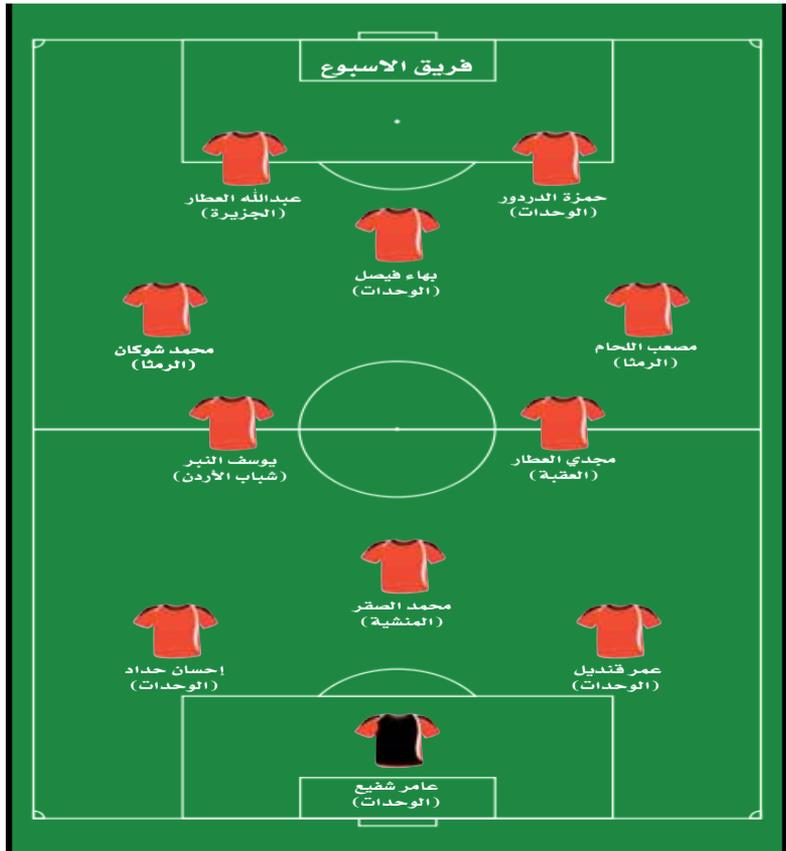 فريق الاسبوع
حمزة الدردور
(الوحدات)
عبدالله العطار
(الجزيرة)
بهاء فيصل
(الوحدات)
مصعب اللحام
(الرمثا)
محمد شوكان
(الرمثا)
مجدي العطار
(العقبة)
يوسف النبر
(شباب الأردن)
محمد الصقر
(المنشية)
عمر قنديل
(الوحدات)
إحسان حداد
(الوحدات)
عامر شفيع
(الوحدات)